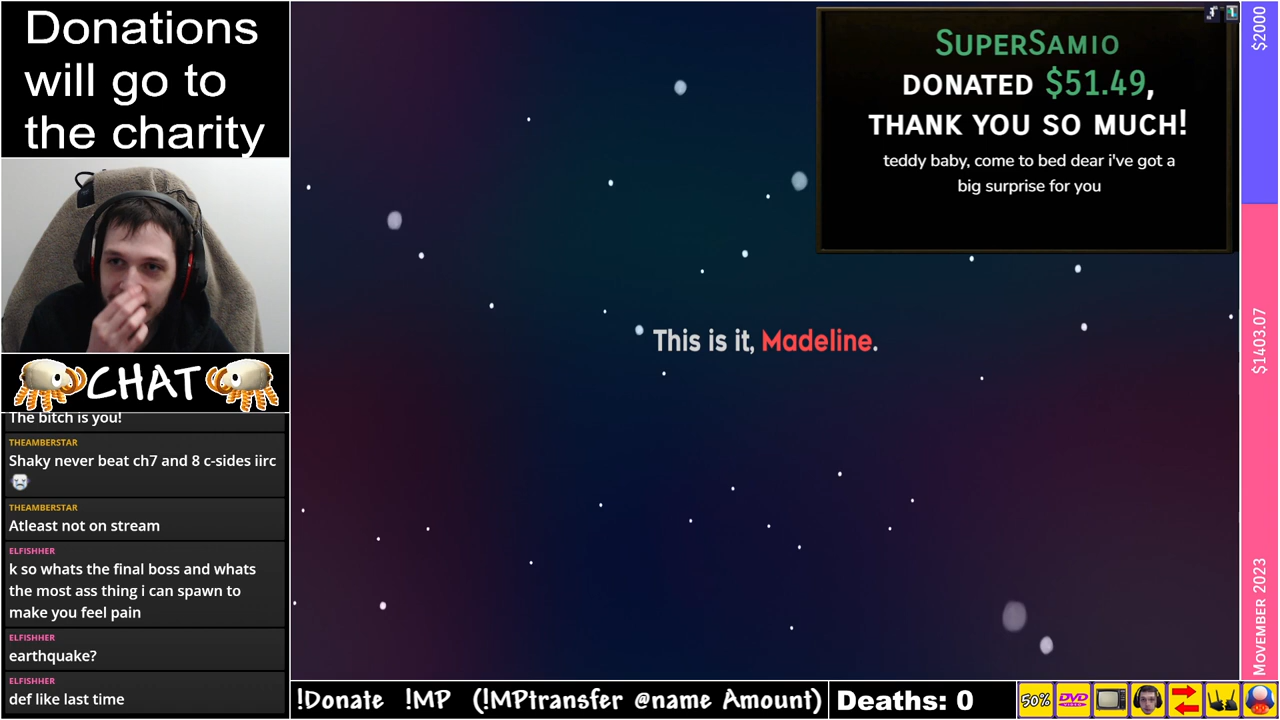 Donations
will go to
the charity
SuperSamio
DONATED $51.49,
THANK YOU SO MUCH!
teddy baby, come to bed dear i've got a
big surprise for you
This is it, Madeline.
CHAT
The bitch is you!
THEAMBERSTAR
Shaky never beat ch7 and 8 c-sides iirc
THEAMBERSTAR
Atleast not on stream
ELFISHHER
k so whats the final boss and whats
the most ass thing i can spawn to
make you feel pain
ELFISHHER
earthquake?
ELFISHHER
def like last time
!Donate !MP (!MPtransfer @name Amount)
Deaths: 0
50%
DVD
VIDEO
$2000
$1403.07
Movember 2023